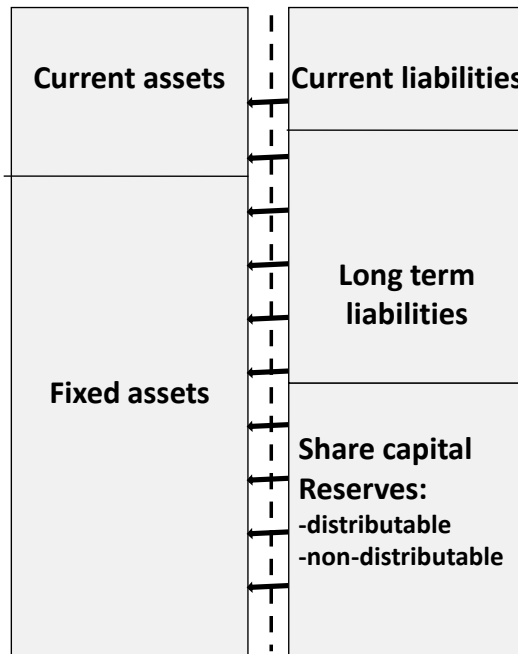 Current assets
Current liabilities
Long term
liabilities
Fixed assets
Share capital
Reserves:
-distributable
-non-distributable